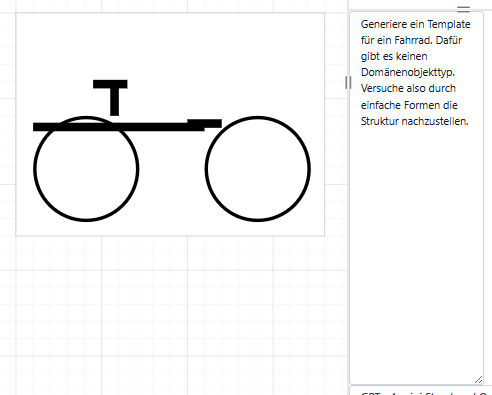 Generiere ein Template
für ein Fahrrad. Dafür
gibt es keinen
Domänenobjekttyp.
Versuche also durch
einfache Formen die
Struktur nachzustellen.